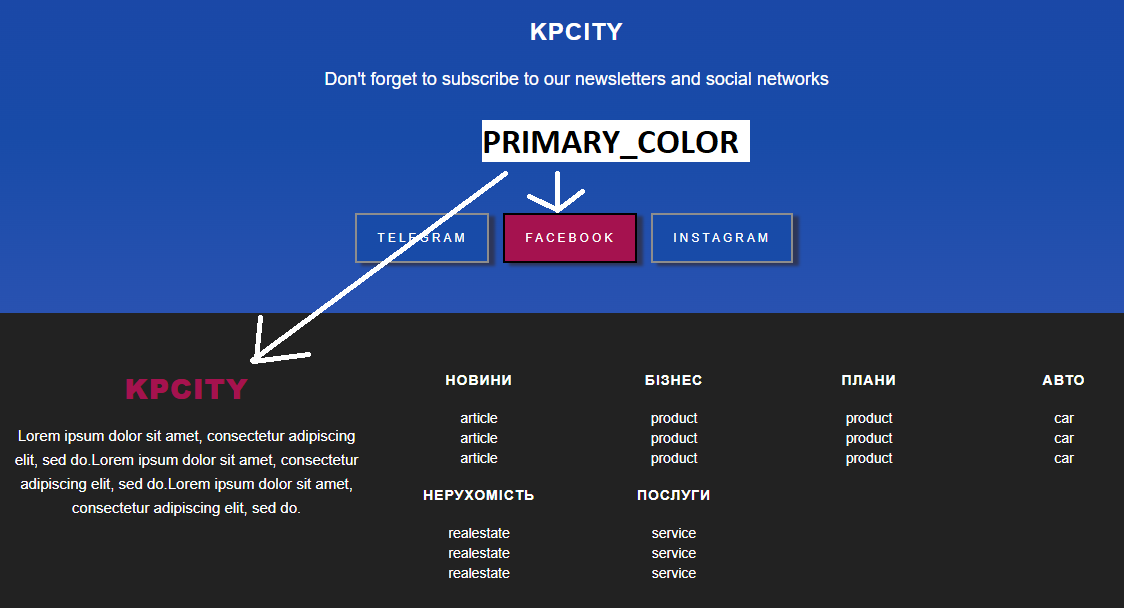 KPCITY
Don't forget to subscribe to our newsletters and social networks
PRIMARY_COLOR
TELEGRAM
FACEBOOK
INSTAGRAM
KPCITY
Lorem ipsum dolor sit amet, consectetur adipiscing
elit, sed do.Lorem ipsum dolor sit amet, consectetur
adipiscing elit, sed do.Lorem ipsum dolor sit amet,
consectetur adipiscing elit, sed do.
НОВИНИ
article
article
article
БІЗНЕС
product
product
product
ПЛАНИ
product
product
product
АВТО
car
car
car
НЕРУХОМІСТЬ
realestate
realestate
realestate
ПОСЛУГИ
service
service
service